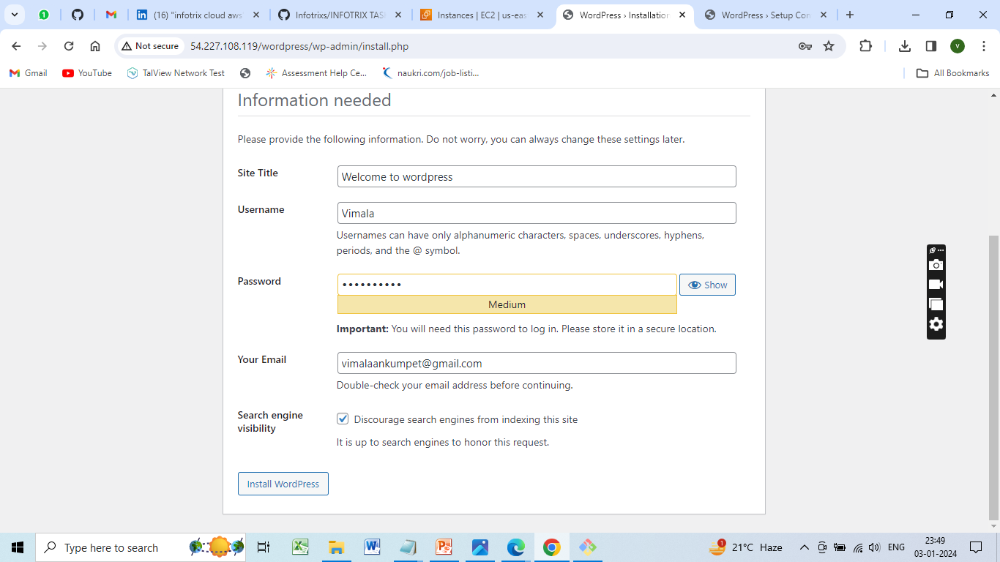 (16) "infotrix cloud aws
Infotrixs/INFOTRIX TAS
Instances | EC2 | us-eas
WordPress › Installation
WordPress › Setup Con
Not secure
54.227.108.119/wordpress/wp-admin/install.php
V
Gmail
YouTube
TalView Network Test
Assessment Help Ce...
naukri.com/job-listi...
All Bookmarks
Information needed
Please provide the following information. Do not worry, you can always change these settings later.
Site Title
Welcome to wordpress
Username
Vimala
Usernames can have only alphanumeric characters, spaces, underscores, hyphens,
periods, and the @ symbol.
Password
••••••••••
Show
Medium
Important: You will need this password to log in. Please store it in a secure location.
Your Email
vimalaankumpet@gmail.com
Double-check your email address before continuing.
Search engine
visibility
Discourage search engines from indexing this site
It is up to search engines to honor this request.
Install WordPress
Type here to search
1
21°C Haze
ENG
23:49
03-01-2024